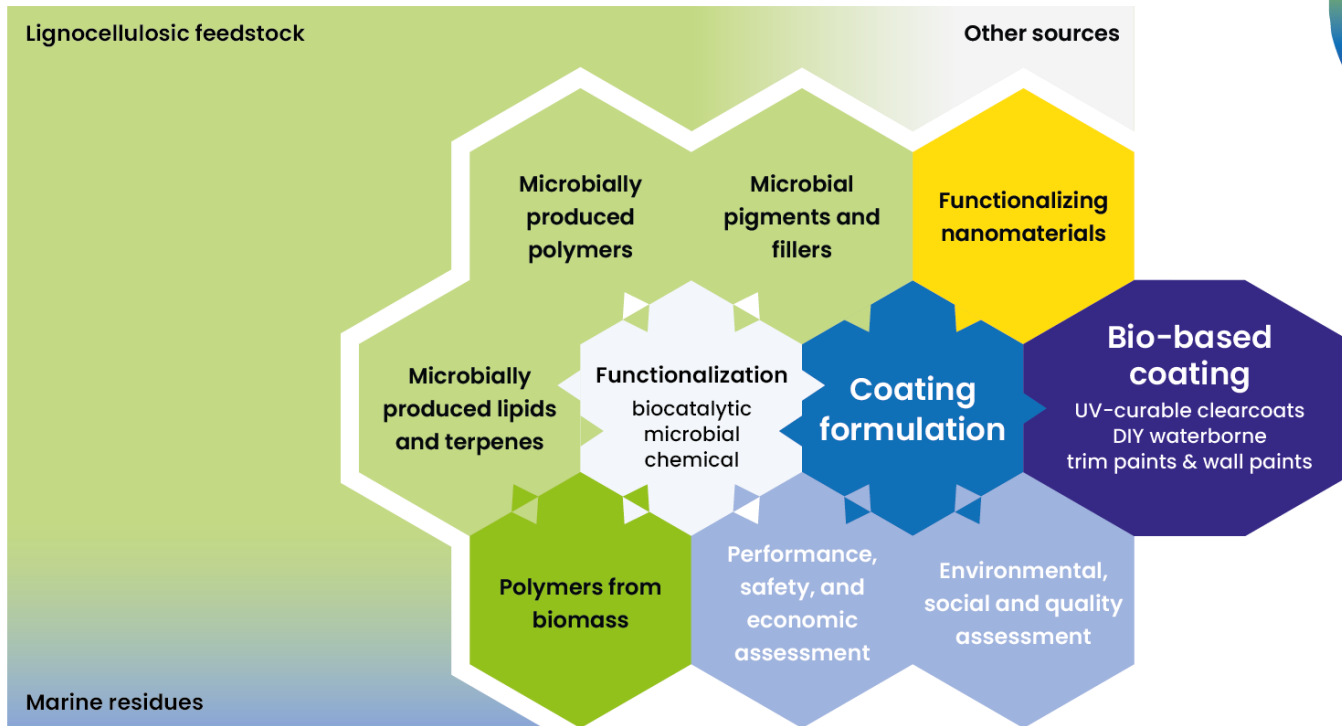 Lignocellulosic feedstock
Other sources
Microbially
produced
polymers
Microbial
pigments and
fillers
Functionalizing
nanomaterials
Microbially
produced lipids
and terpenes
Functionalization
biocatalytic
microbial
chemical
Coating
formulation
Bio-based
coating
UV-curable clearcoats
DIY waterborne
trim paints & wall paints
Polymers from
biomass
Performance,
safety, and
economic
assessment
Environmental,
social and quality
assessment
Marine residues